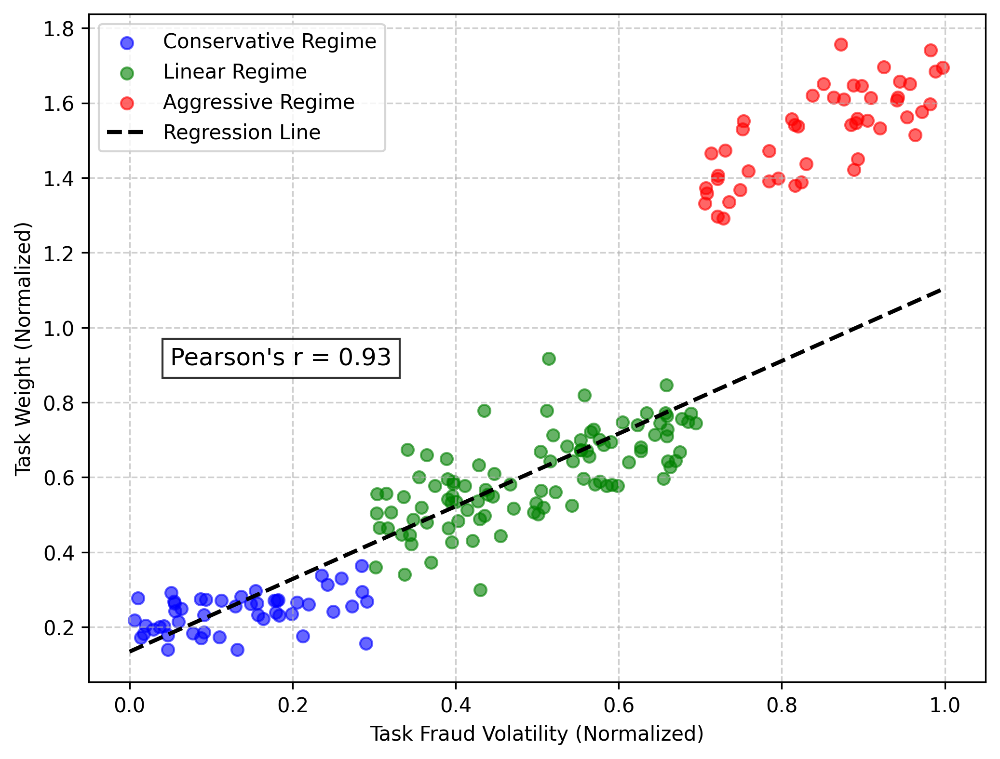 Conservative Regime
Linear Regime
Aggressive Regime
Regression Line
Pearson's r = 0.93
Task Weight (Normalized)
1.8
1.6
1.4
1.2
1.0
0.8
0.6
0.4
0.2
0.0 0.2 0.4 0.6 0.8 1.0
Task Fraud Volatility (Normalized)